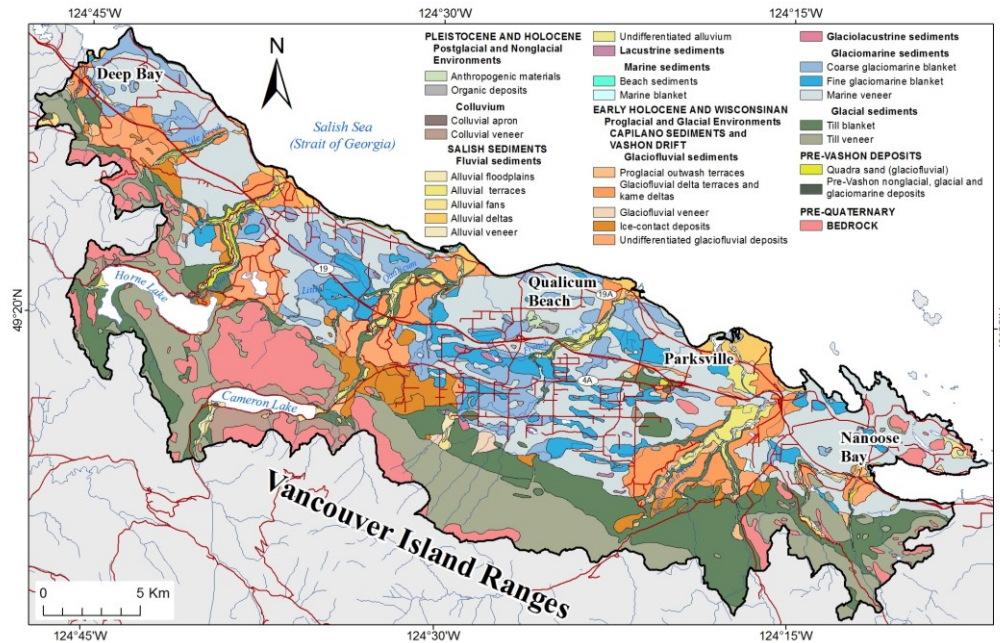 124°45'W
124°30'W
124°15'W
Deep Bay
N
Salish Sea
(Strait of Georgia)
PLEISTOCENE AND HOLOCENE
Postglacial and Nonglacial
Environments
Anthropogenic materials
Organic deposits
Colluvium
Colluvial apron
Colluvial veneer
SALISH SEDIMENTS
Fluvial sediments
Alluvial floodplains
Alluvial terraces
Alluvial fans
Alluvial deltas
Alluvial veneer
Undifferentiated alluvium
Lacustrine sediments
Marine sediments
Beach sediments
Marine blanket
EARLY HOLOCENE AND WISCONSINAN
Proglacial and Glacial Environments
CAPILANO SEDIMENTS and
VASHON DRIFT
Glaciofluvial sediments
Proglacial outwash terraces
Glaciofluvial delta terraces and
kame deltas
Glaciofluvial veneer
Ice-contact deposits
Undifferentiated glaciofluvial deposits
Glaciolacustrine sediments
Glaciomarine sediments
Coarse glaciomarine blanket
Fine glaciomarine blanket
Marine veneer
Glacial sediments
Till blanket
Till veneer
PRE-VASHON DEPOSITS
Quadra sand (glaciofluvial)
Pre-Vashon nonglacial, glacial and
glaciomarine deposits
PRE-QUATERNARY
BEDROCK
Horne Lake
19
Little
Qualicum
Qualicum
Beach
19A
Creek
49°20'N
Parksville
4A
Cameron Lake
Nanoose
Bay
Vancouver Island Ranges
0
5 Km
124°45'W
124°30'W
124°15'W